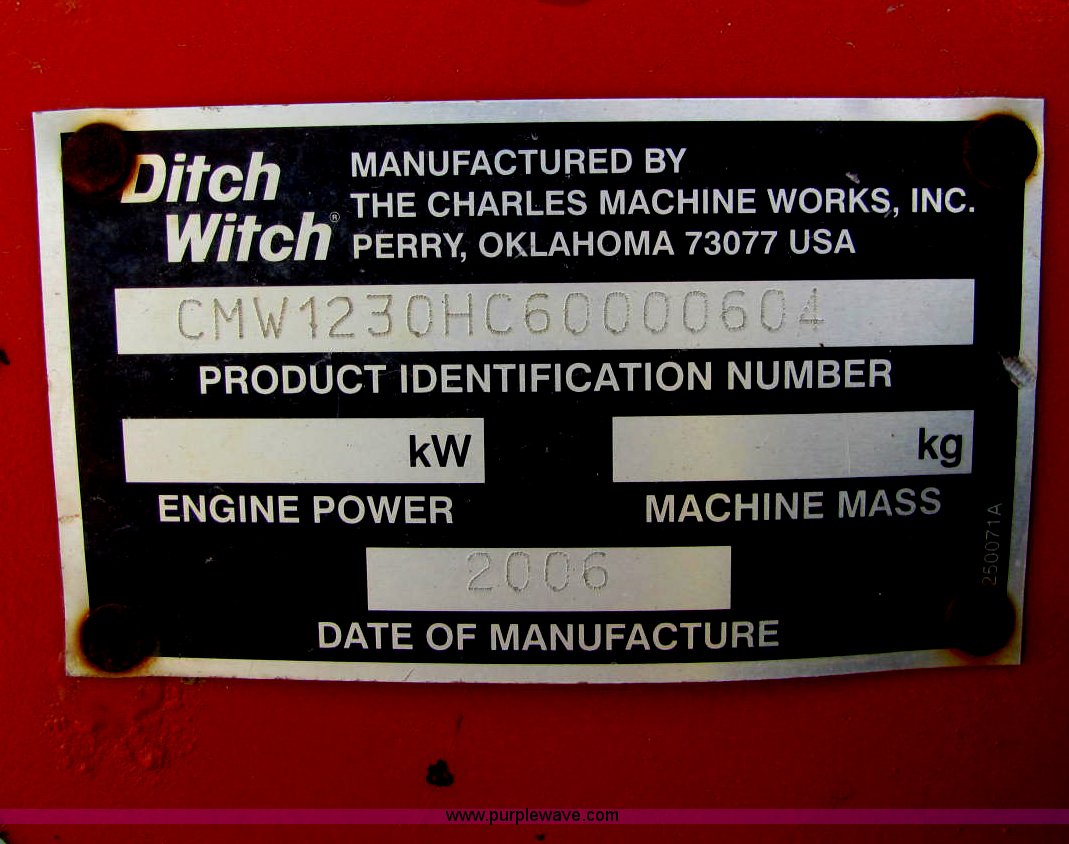 Ditch
Witch®
MANUFACTURED BY
THE CHARLES MACHINE WORKS, INC.
PERRY, OKLAHOMA 73077 USA
CMW1230HC60000604
PRODUCT IDENTIFICATION NUMBER
kW
kg
ENGINE POWER
MACHINE MASS
250071A
2006
DATE OF MANUFACTURE
www.purplewave.com